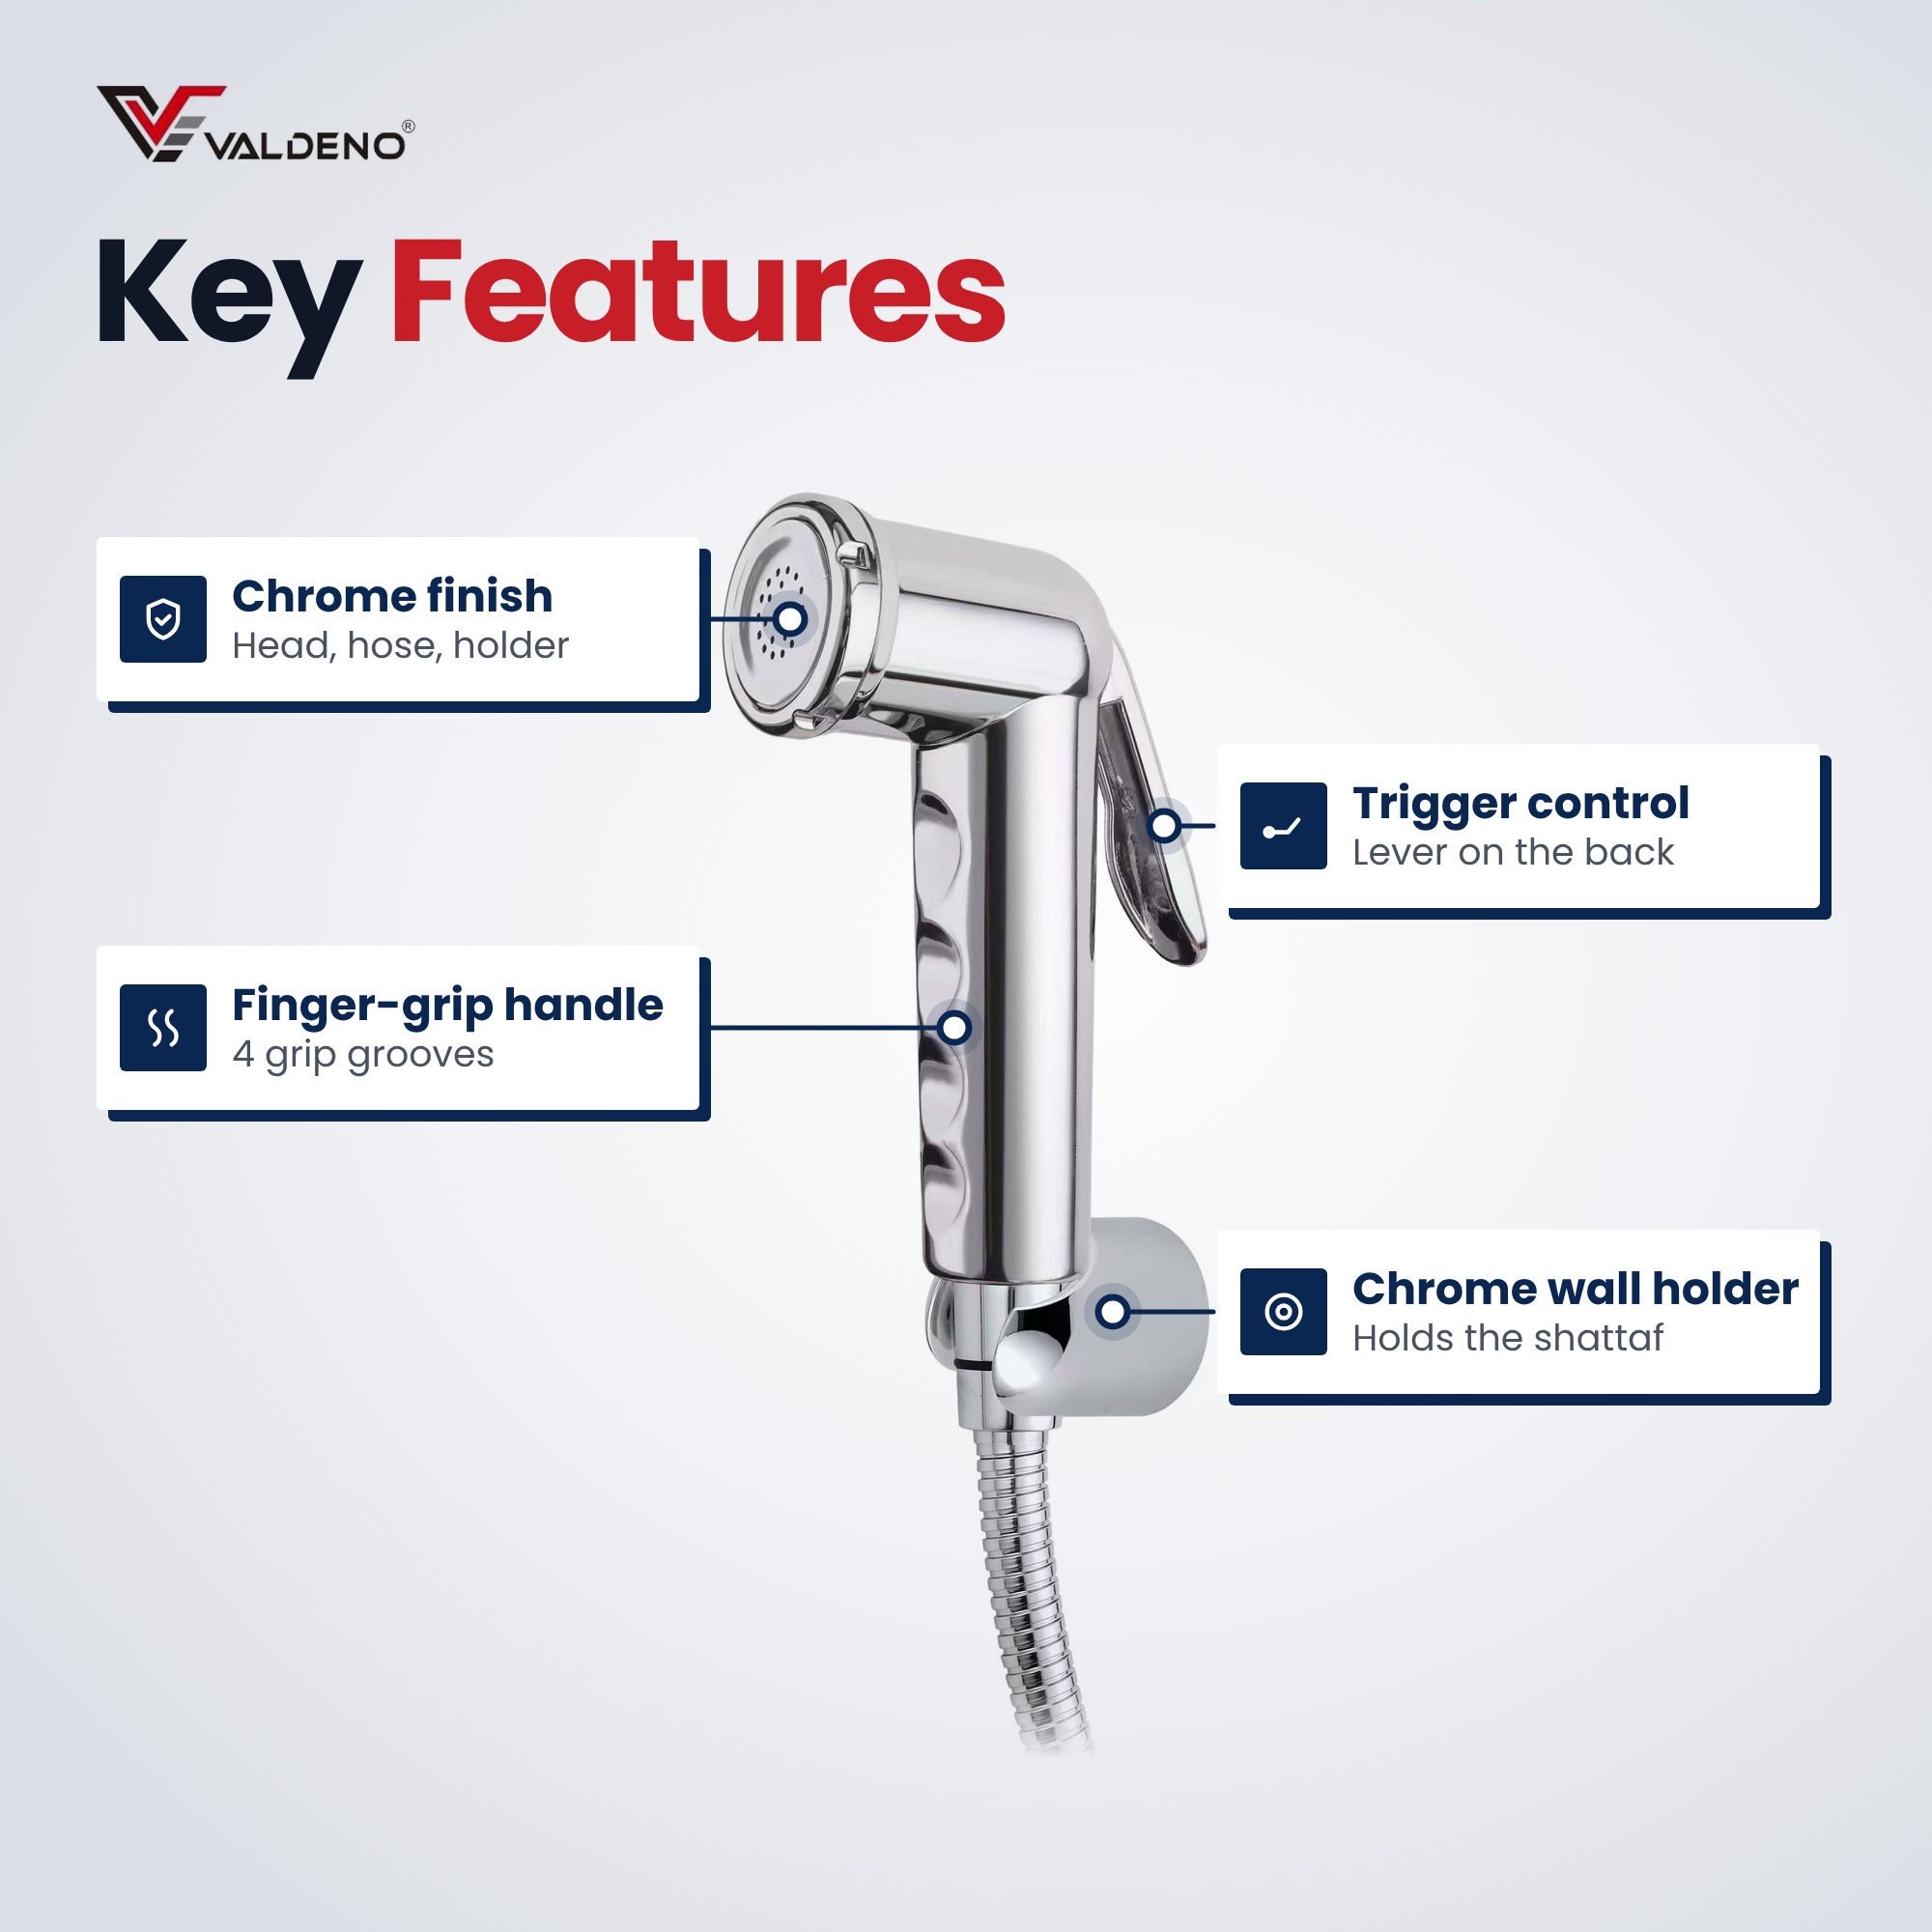 VALDENO®
Key Features
Chrome finish
Head, hose, holder
Trigger control
Lever on the back
Finger-grip handle
4 grip grooves
Chrome wall holder
Holds the shattaf